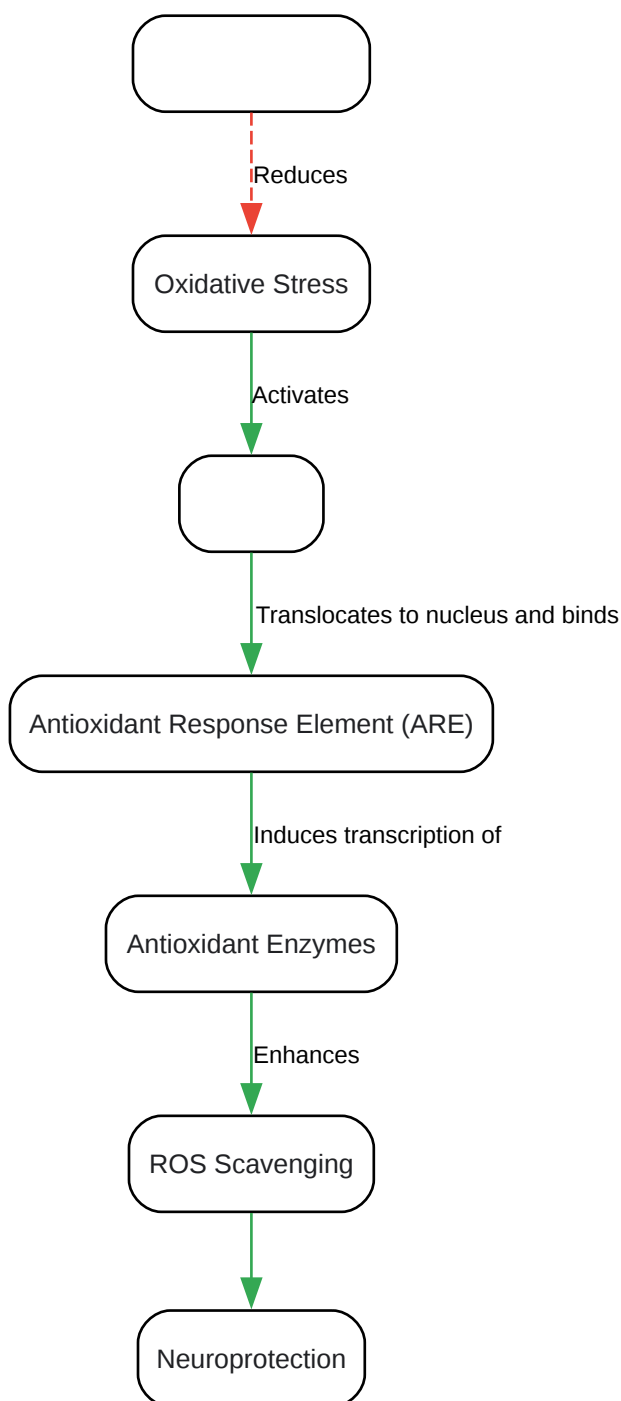 Reduces
Oxidative Stress
Activates
Translocates to nucleus and binds
Antioxidant Response Element (ARE)
Induces transcription of
Antioxidant Enzymes
Enhances
ROS Scavenging
Neuroprotection